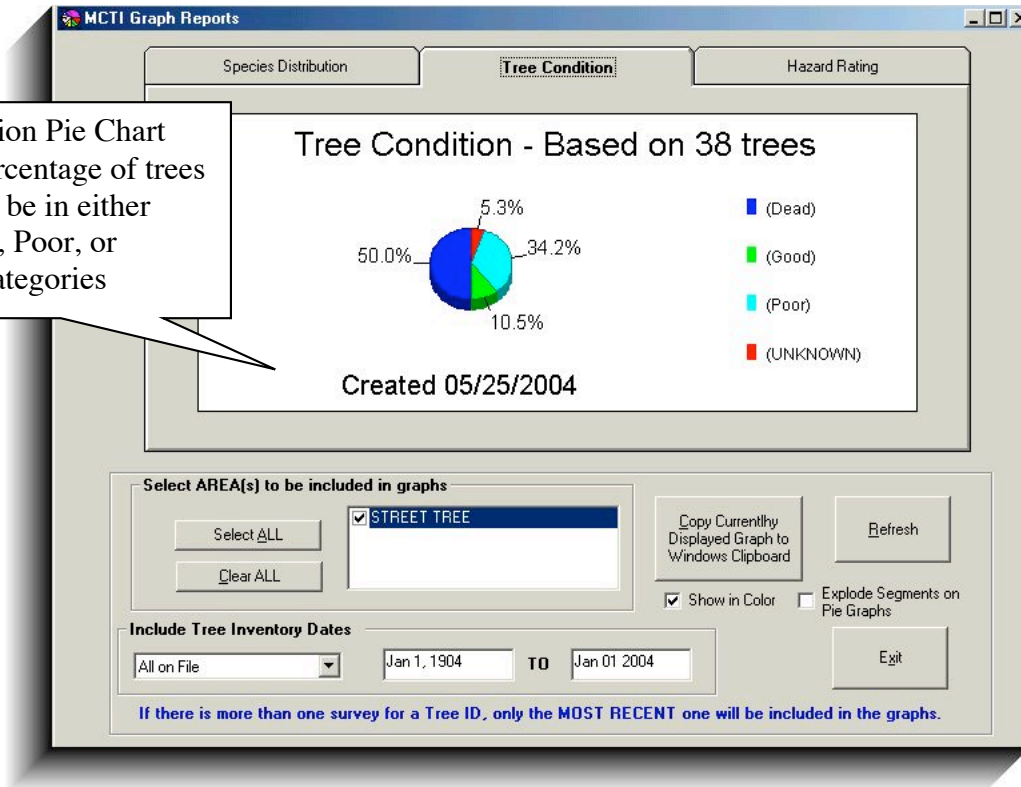 MCTI Graph Reports
Species Distribution
Tree Condition
Hazard Rating
ion Pie Chart
rcentage of trees
be in either
, Poor, or
ategories
Tree Condition - Based on 38 trees
5.3%
50.0%
34.2%
10.5%
(Dead)
(Good)
(Poor)
(UNKNOWN)
Created 05/25/2004
Select AREA(s) to be included in graphs
Select ALL
Clear ALL
STREET TREE
Copy Currentlhy
Displayed Graph to
Windows Clipboard
Refresh
Show in Color
Explode Segments on
Pie Graphs
Include Tree Inventory Dates
All on File
Jan 1, 1904
TO
Jan 01 2004
Exit
If there is more than one survey for a Tree ID, only the MOST RECENT one will be included in the graphs.